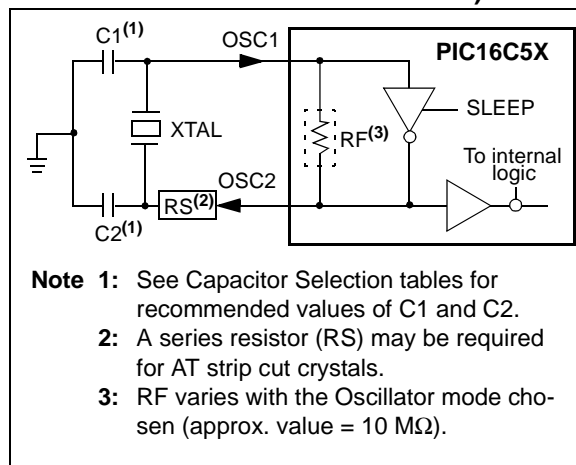 C1(1)
OSC1
PIC16C5X
SLEEP
XTAL
RF(3)
To internal
logic
OSC2
RS(2)
C2(1)
Note 1: See Capacitor Selection tables for
recommended values of C1 and C2.
2: A series resistor (RS) may be required
for AT strip cut crystals.
3: RF varies with the Oscillator mode cho-
sen (approx. value = 10 MΩ).